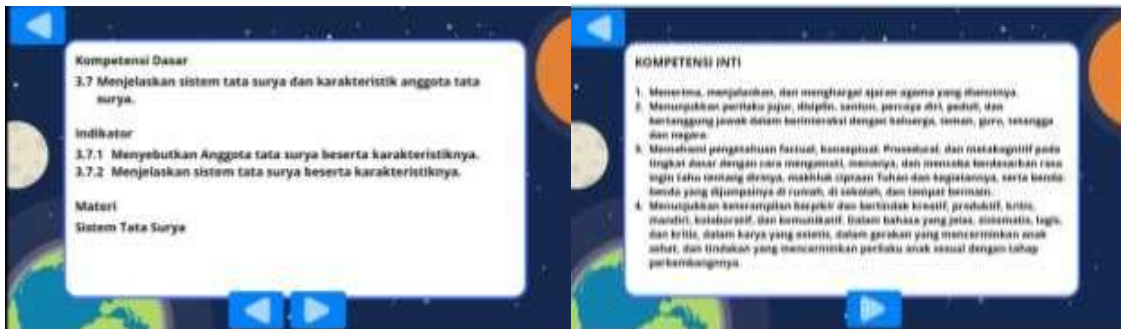 Kompetensi Dasar
3.7 Menjelaskan sistem tata surya dan karakteristik anggota tata
surya.
Indikator
3.7.1 Menyebutkan Anggota tata surya beserta karakteristiknya.
3.7.2 Menjelaskan sistem tata surya beserta karakteristiknya.
Materi
Sistem Tata Surya
KOMPETENSI INTI
1. Menerima, menjalankan, dan menghargai ajaran agama yang dianutnya.
2. Menunjukkan perilaku jujur, disiplin, santun, percaya diri, peduli, dan
bertanggung jawab dalam berinteraksi dengan keluarga, teman, guru, tetangga
dan negara.
3. Memahami pengetahuan factual, konseptual, Prosedural, dan metakognitif pada
tingkat dasar dengan cara mengamati, menanya, dan mencoba berdasarkan rasa
ingin tahu tentang dirinya, makhluk ciptaan Tuhan dan kegiatannya, serta benda-
benda yang dijumpainya di rumah, di sekolah, dan tempat bermain.
4. Menunjukkan keterampilan berpikir dan bertindak kreatif, produktif, kritis,
mandiri, kolaboratif, dan komunikatif. Dalam bahasa yang jelas, sistematis, logis,
dan kritis, dalam karya yang estetis, dalam gerakan yang mencerminkan anak
sehat, dan tindakan yang mencerminkan perilaku anak sesuai dengan tahap
perkembangannya.